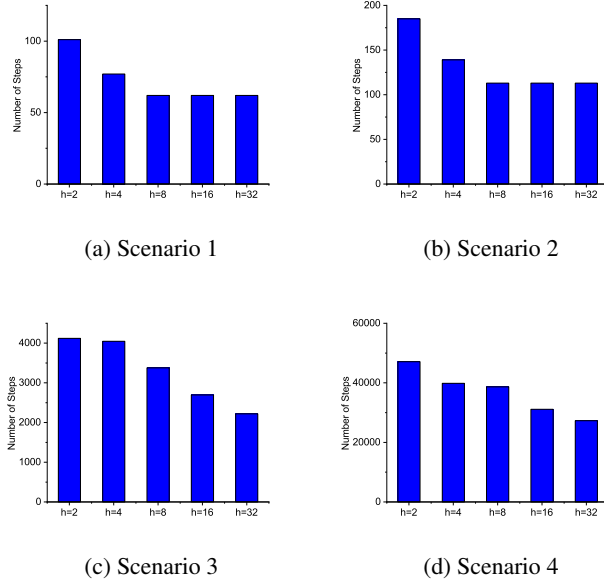 Number of Steps
100
50
0
h=2 h=4 h=8 h=16 h=32
(a) Scenario 1
Number of Steps
200
150
100
50
0
h=2 h=4 h=8 h=16 h=32
(b) Scenario 2
Number of Steps
4000
3000
2000
1000
0
h=2 h=4 h=8 h=16 h=32
(c) Scenario 3
Number of Steps
60000
40000
20000
0
h=2 h=4 h=8 h=16 h=32
(d) Scenario 4